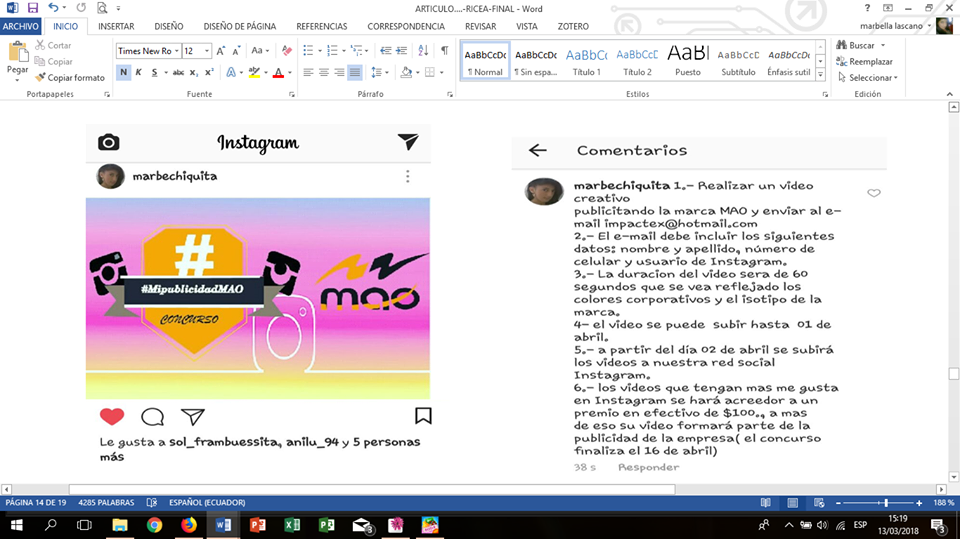 ARTICULO....-RICEA-FINAL - Word
marbella lascano
ARCHIVO INICIO INSERTAR DISEÑO DISEÑO DE PÁGINA REFERENCIAS CORRESPONDENCIA REVISAR VISTA ZOTERO
Pegar
Cortar
Copiar
Copiar formato
Portapapeles
Times New Ro 12
N K S abc x₂ x²
Fuente
Párrafo
AaBbCcDc AaBbCcDc AaBbCc AaBbCcD AaBbI AaBbCcD AaBbCcDc
¶ Normal ¶ Sin espa... Título 1 Título 2 Puesto Subtítulo Énfasis sutil
Estilos
Buscar
Reemplazar
Seleccionar
Edición
Instagram
marbechiquita
#
#MipublicidadMAO
CONCURSO
mao
Le gusta a sol_frambuessita, anilu_94 y 5 personas
más
Comentarios
marbechiquita 1.- Realizar un video
creativo
publicitando la marca MAO y enviar al e-
mail impactex@hotmail.com
2.- El e-mail debe incluir los siguientes
datos: nombre y apellido, número de
celular y usuario de Instagram.
3.- La duracion del video sera de 60
segundos que se vea reflejado los
colores corporativos y el isotipo de la
marca.
4- el video se puede subir hasta 01 de
abril.
5.- a partir del día 02 de abril se subirá
los videos a nuestra red social
Instagram.
6.- los videos que tengan mas me gusta
en Instagram se hará acreedor a un
premio en efectivo de $100., a mas
de eso su video formará parte de la
publicidad de la empresa( el concurso
finaliza el 16 de abril)
38 s Responder
PÁGINA 14 DE 19 4285 PALABRAS ESPAÑOL (ECUADOR) 188 %
ESP
15:19
13/03/2018